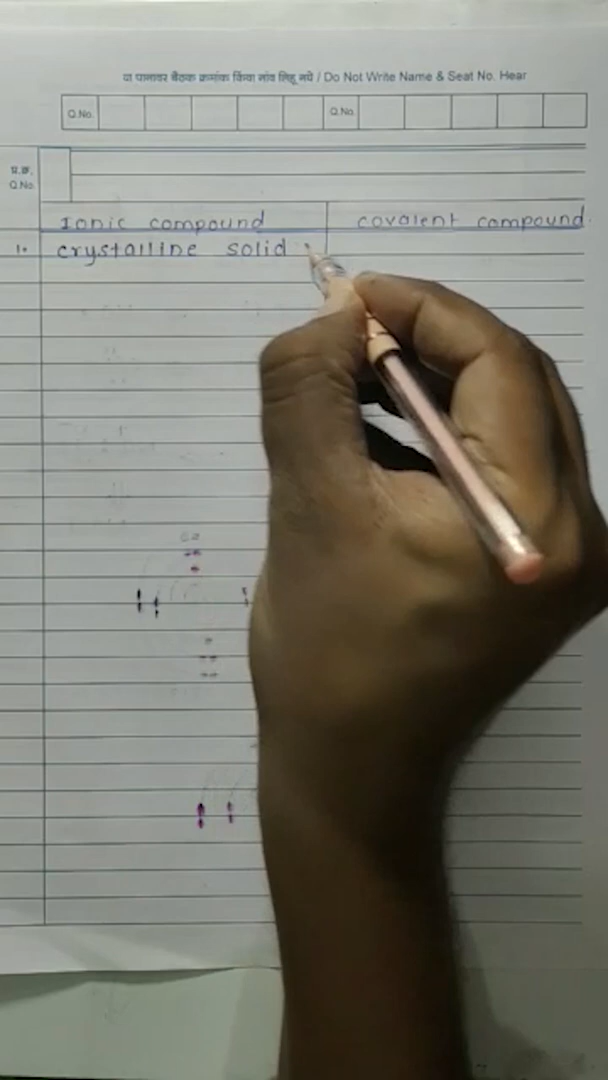 या पानावर बैठक क्रमांक किंवा नांव लिहू नये / Do Not Write Name & Seat No. Hear
Q.No. Q.No.
प्र.क्र.
Q.No.
Ionic compound covalent compound.
1. crystalline solid